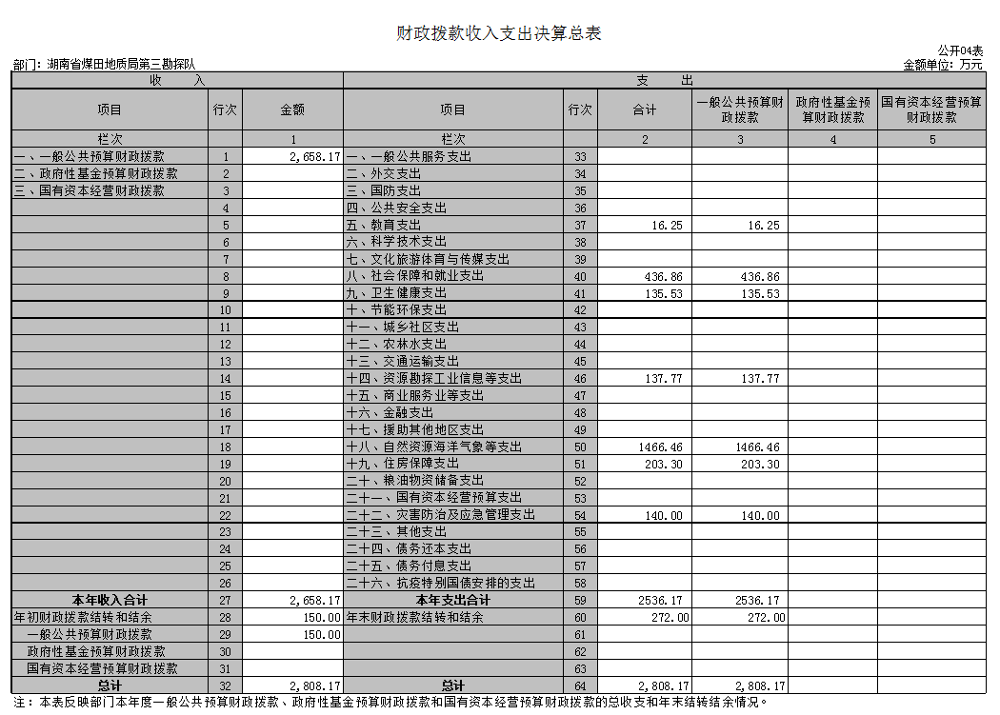 财政拨款收入支出决算总表
公开04表
部门：湖南省煤田地质局第三勘探队 金额单位：万元
收 入 支 出
项目 行次 金额 项目 行次 合计 一般公共预算财政拨款 政府性基金预算财政拨款 国有资本经营预算财政拨款
栏次 1 栏次 2 3 4 5
一、一般公共预算财政拨款 1 2,658.17 一、一般公共服务支出 33
二、政府性基金预算财政拨款 2 二、外交支出 34
三、国有资本经营财政拨款 3 三、国防支出 35
4 四、公共安全支出 36
5 五、教育支出 37 16.25 16.25
6 六、科学技术支出 38
7 七、文化旅游体育与传媒支出 39
8 八、社会保障和就业支出 40 436.86 436.86
9 九、卫生健康支出 41 135.53 135.53
10 十、节能环保支出 42
11 十一、城乡社区支出 43
12 十二、农林水支出 44
13 十三、交通运输支出 45
14 十四、资源勘探工业信息等支出 46 137.77 137.77
15 十五、商业服务业等支出 47
16 十六、金融支出 48
17 十七、援助其他地区支出 49
18 十八、自然资源海洋气象等支出 50 1466.46 1466.46
19 十九、住房保障支出 51 203.30 203.30
20 二十、粮油物资储备支出 52
21 二十一、国有资本经营预算支出 53
22 二十二、灾害防治及应急管理支出 54 140.00 140.00
23 二十三、其他支出 55
24 二十四、债务还本支出 56
25 二十五、债务付息支出 57
26 二十六、抗疫特别国债安排的支出 58
本年收入合计 27 2,658.17 本年支出合计 59 2536.17 2536.17
年初财政拨款结转和结余 28 150.00 年末财政拨款结转和结余 60 272.00 272.00
一般公共预算财政拨款 29 150.00 61
政府性基金预算财政拨款 30 62
国有资本经营预算财政拨款 31 63
总计 32 2,808.17 总计 64 2,808.17 2,808.17
注：本表反映部门本年度一般公共预算财政拨款、政府性基金预算财政拨款和国有资本经营预算财政拨款的总收支和年末结转结余情况。